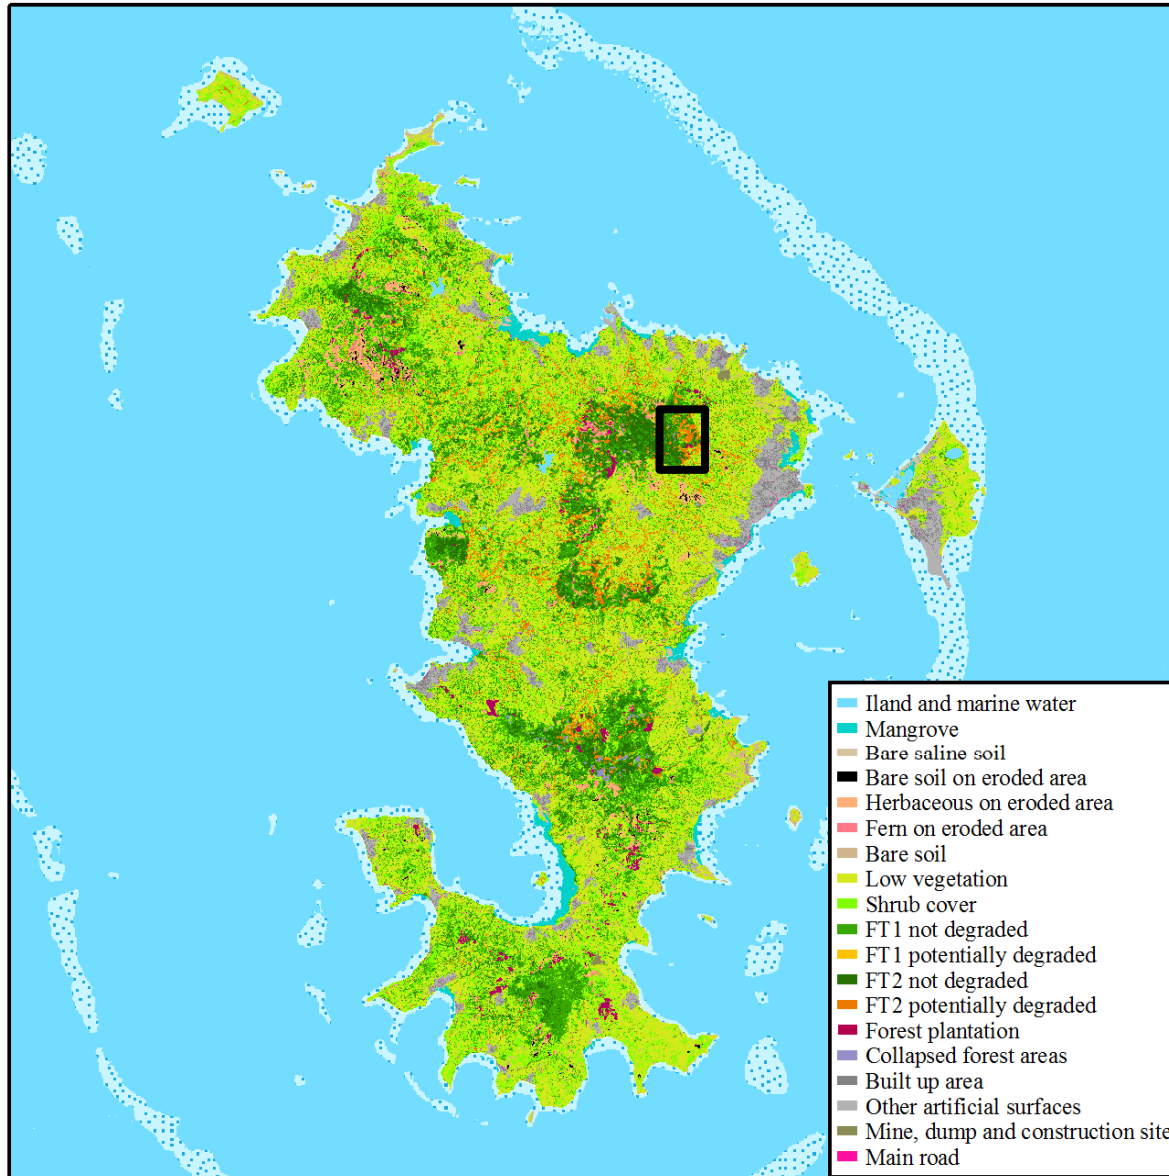 Iland and marine water
Mangrove
Bare saline soil
Bare soil on eroded area
Herbaceous on eroded area
Fern on eroded area
Bare soil
Low vegetation
Shrub cover
FT1 not degraded
FT1 potentially degraded
FT2 not degraded
FT2 potentially degraded
Forest plantation
Collapsed forest areas
Built up area
Other artificial surfaces
Mine, dump and construction site
Main road